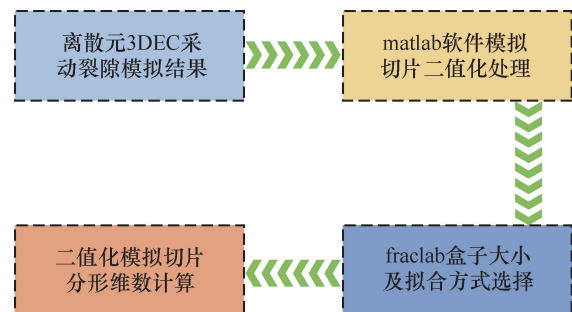 离散元3DEC采
动裂隙模拟结果
matlab软件模拟
切片二值化处理
fraclab盒子大小
及拟合方式选择
二值化模拟切片
分形维数计算